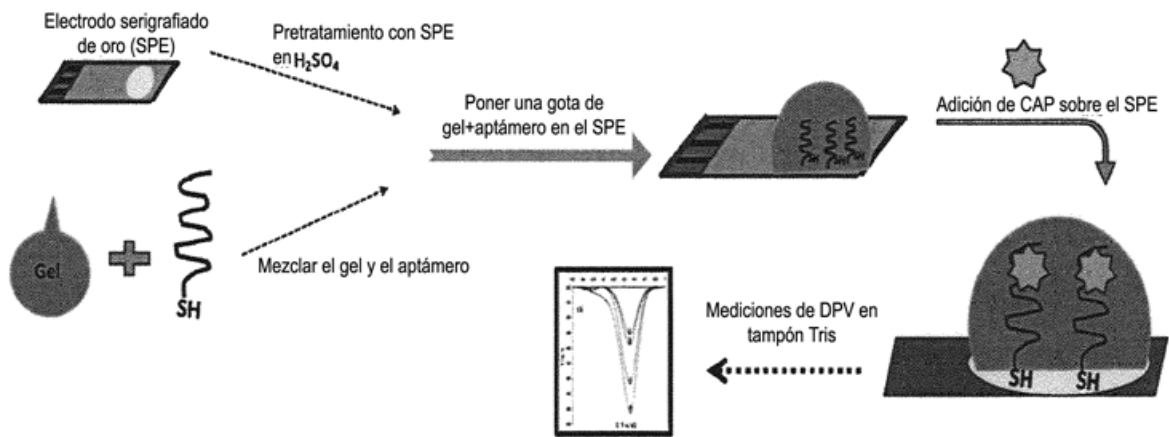 Electrodo serigrafiado
de oro (SPE)
Pretratamiento con SPE
en H₂SO₄
Poner una gota de
gel+aptámero en el SPE
SH
SH
SH
Adición de CAP sobre el SPE
Gel
SH
Mezclar el gel y el aptámero
Mediciones de DPV en
tampón Tris
SH
SH